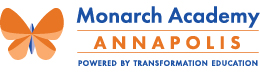 Monarch Academy
ANNAPOLIS
POWERED BY TRANSFORMATION EDUCATION